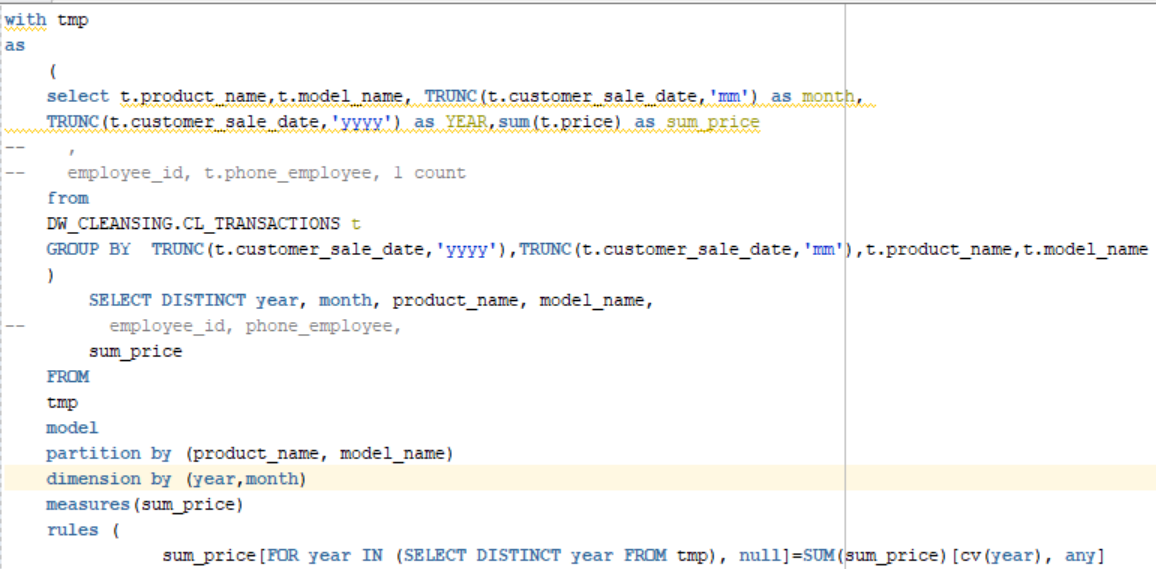 with tmp
as
(
select t.product_name,t.model_name, TRUNC(t.customer_sale_date,'mm') as month,
TRUNC(t.customer_sale_date,'yyyy') as YEAR,sum(t.price) as sum_price
-- ,
-- employee_id, t.phone_employee, 1 count
from
DW_CLEANSING.CL_TRANSACTIONS t
GROUP BY TRUNC(t.customer_sale_date,'yyyy'),TRUNC(t.customer_sale_date,'mm'),t.product_name,t.model_name
)
SELECT DISTINCT year, month, product_name, model_name,
-- employee_id, phone_employee,
sum_price
FROM
tmp
model
partition by (product_name, model_name)
dimension by (year,month)
measures(sum_price)
rules (
sum_price[FOR year IN (SELECT DISTINCT year FROM tmp), null]=SUM(sum_price)[cv(year), any]